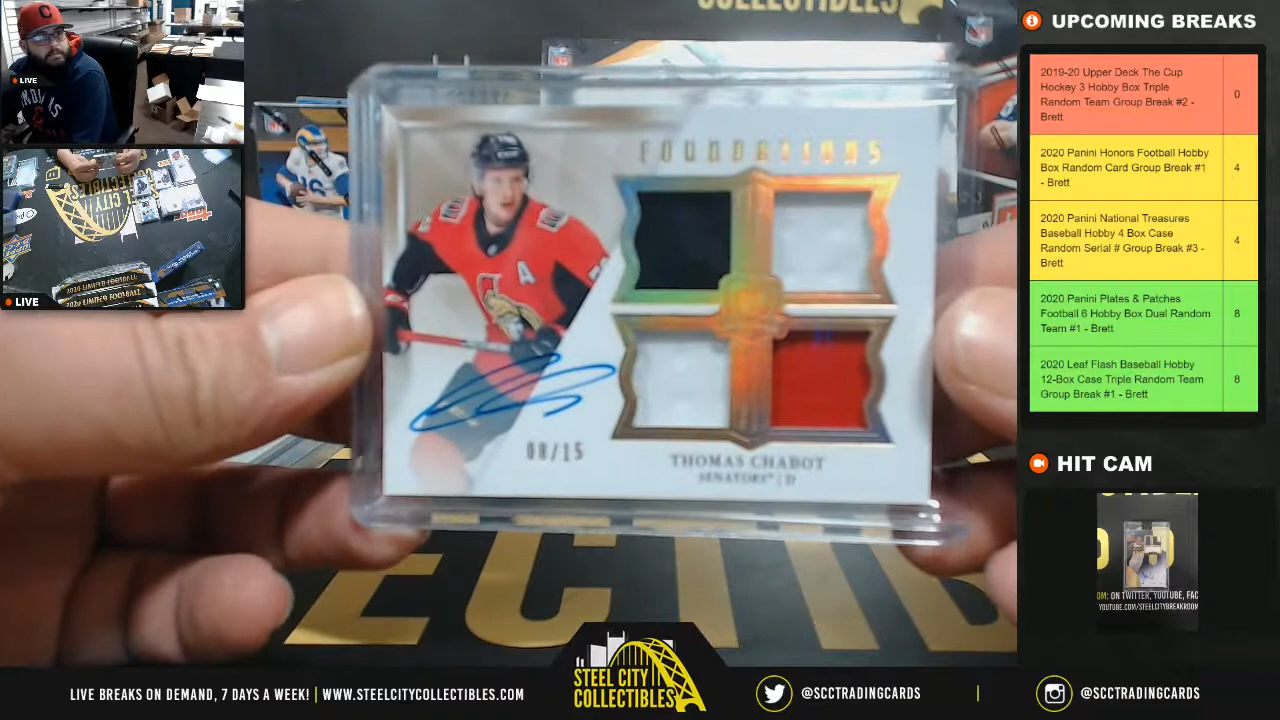 COLLECTIBLES
LIVE
LIVE
2020 LIMITED FOOTBALL
FOUNDATIONS
A
08/15
THOMAS CHABOT
SENATORS | D
UPCOMING BREAKS
2019-20 Upper Deck The Cup
Hockey 3 Hobby Box Triple
Random Team Group Break #2 -
Brett
0
2020 Panini Honors Football Hobby
Box Random Card Group Break #1
- Brett
4
2020 Panini National Treasures
Baseball Hobby 4 Box Case
Random Serial # Group Break #3 -
Brett
4
2020 Panini Plates & Patches
Football 6 Hobby Box Dual Random
Team #1 - Brett
8
2020 Leaf Flash Baseball Hobby
12-Box Case Triple Random Team
Group Break #1 - Brett
8
HIT CAM
OM: ON TWITTER, YOUTUBE, FAC
YOUTUBE.COM/STEELCITYBREAKROOM
LIVE BREAKS ON DEMAND, 7 DAYS A WEEK! | WWW.STEELCITYCOLLECTIBLES.COM
STEEL CITY
COLLECTIBLES
@SCCTRADINGCARDS | @SCCTRADINGCARDS